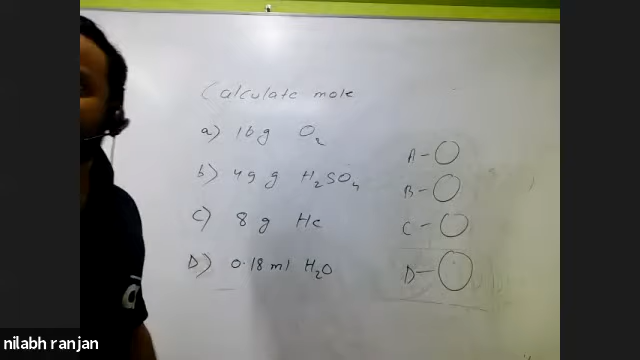 Calculate mole
a) 16 g O2
b) 49 g H2SO4
c) 8 g He
D) 0.18 ml H2O
A -
B -
C -
D -
nilabh ranjan